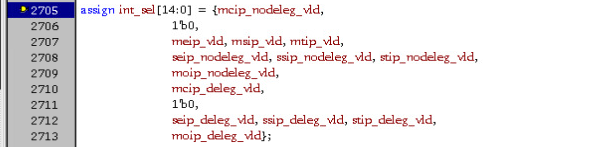 2705 assign int_sel[14:0] = {mcip_nodeleg_vld,
2706 1'b0,
2707 meip_vld, msip_vld, mtip_vld,
2708 seip_nodeleg_vld, ssip_nodeleg_vld, stip_nodeleg_vld,
2709 moip_nodeleg_vld,
2710 mcip_deleg_vld,
2711 1'b0,
2712 seip_deleg_vld, ssip_deleg_vld, stip_deleg_vld,
2713 moip_deleg_vld};